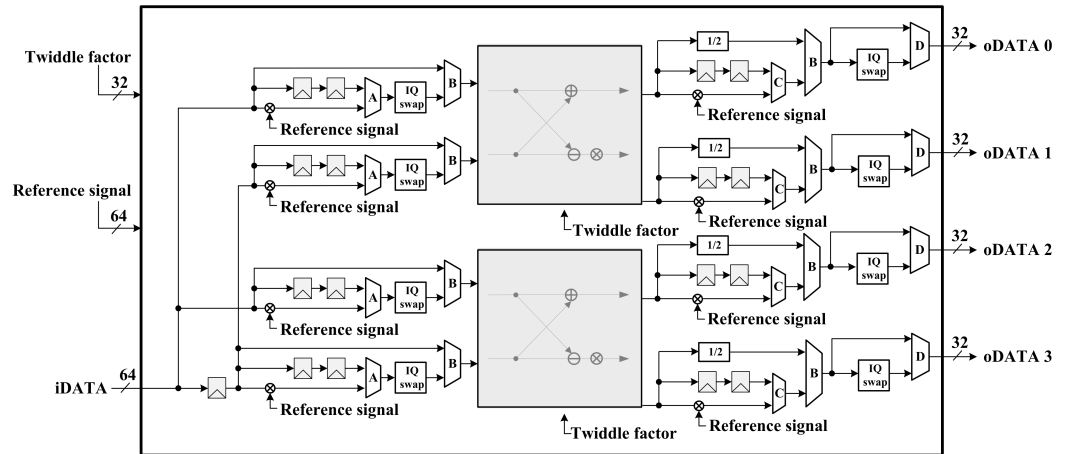 Twiddle factor
32
Reference signal
64
iDATA
64
A
IQ
swap
B
Reference signal
A
IQ
swap
B
Reference signal
A
IQ
swap
B
Reference signal
A
IQ
swap
B
Reference signal
Twiddle factor
Twiddle factor
1/2
C
B
IQ
swap
D
32
oDATA 0
Reference signal
1/2
C
B
IQ
swap
D
32
oDATA 1
Reference signal
1/2
C
B
IQ
swap
D
32
oDATA 2
Reference signal
1/2
C
B
IQ
swap
D
32
oDATA 3
Reference signal